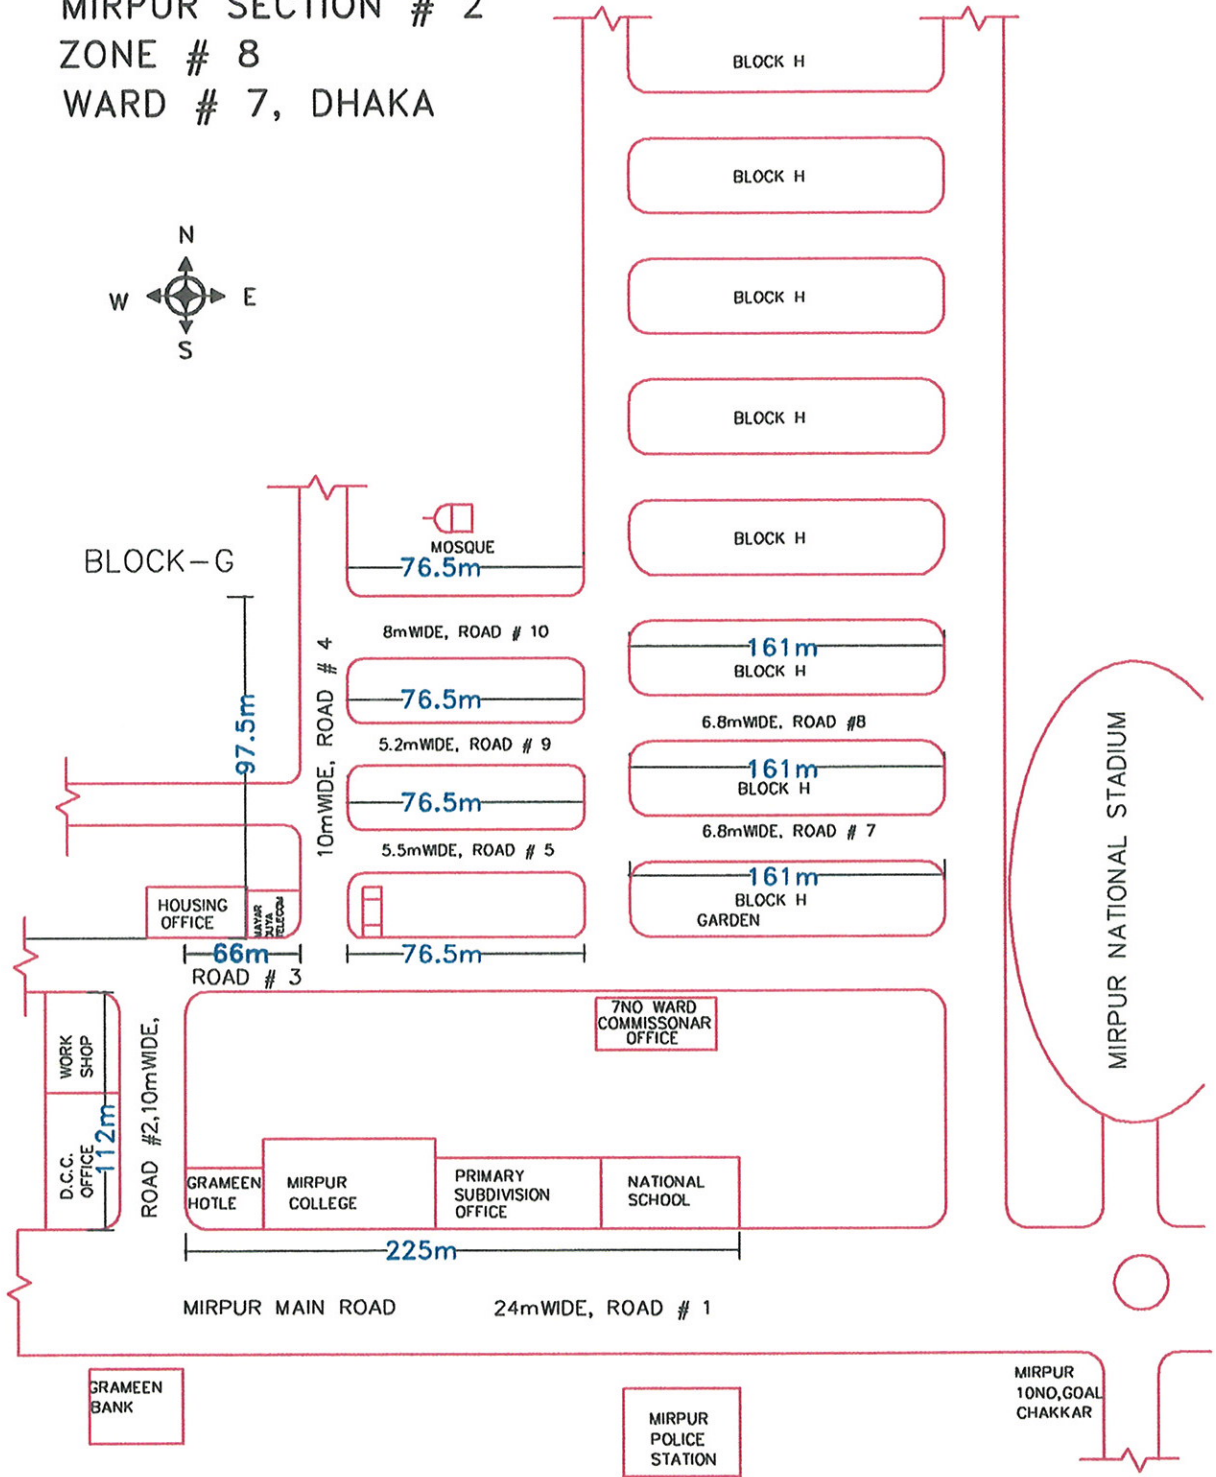 MIRPUR SECTION # 2
ZONE # 8
WARD # 7, DHAKA
N
W
E
S
BLOCK H
BLOCK H
BLOCK H
BLOCK H
BLOCK H
BLOCK-G
MOSQUE
76.5m
8mWIDE, ROAD # 10
97.5m
10mWIDE, ROAD # 4
76.5m
5.2mWIDE, ROAD # 9
76.5m
5.5mWIDE, ROAD # 5
161m
BLOCK H
6.8mWIDE, ROAD #8
161m
BLOCK H
6.8mWIDE, ROAD # 7
161m
BLOCK H
GARDEN
MIRPUR NATIONAL STADIUM
HOUSING
OFFICE
MAYAR
DUYA
TELECOM
66m
76.5m
ROAD # 3
WORK
SHOP
D.C.C.
OFFICE
112m
ROAD #2,10mWIDE,
7NO WARD
COMMISSONAR
OFFICE
GRAMEEN
HOTLE
MIRPUR
COLLEGE
PRIMARY
SUBDIVISION
OFFICE
NATIONAL
SCHOOL
225m
MIRPUR MAIN ROAD
24mWIDE, ROAD # 1
GRAMEEN
BANK
MIRPUR
POLICE
STATION
MIRPUR
10NO,GOAL
CHAKKAR